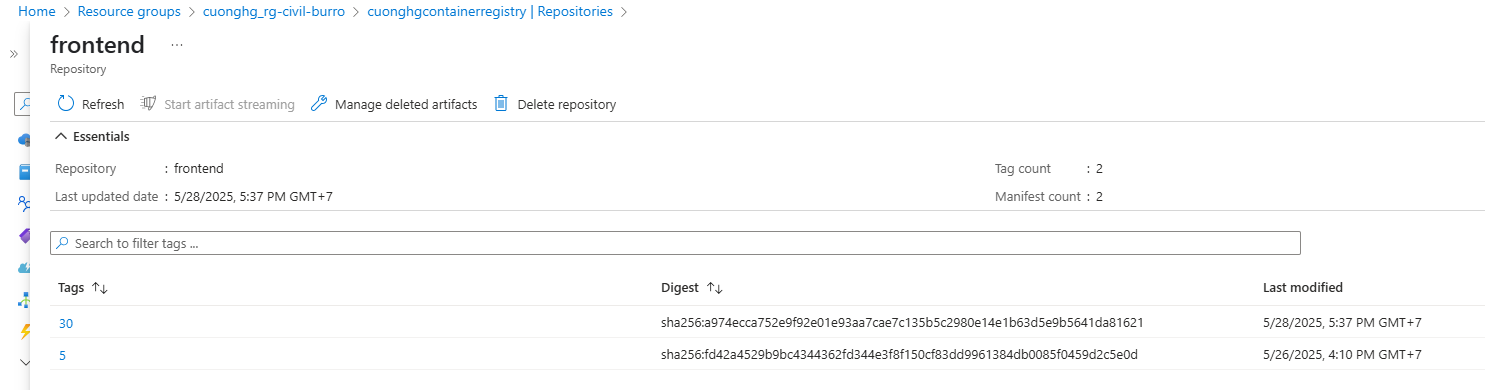 Home > Resource groups > cuonghg_rg-civil-burro > cuonghgcontainerregistry | Repositories >
frontend ...
Repository
Refresh Start artifact streaming Manage deleted artifacts Delete repository
Essentials
Repository : frontend Tag count : 2
Last updated date : 5/28/2025, 5:37 PM GMT+7 Manifest count : 2
Search to filter tags ...
Tags Digest Last modified
30 sha256:a974ecca752e9f92e01e93aa7cae7c135b5c2980e14e1b63d5e9b5641da81621 5/28/2025, 5:37 PM GMT+7
5 sha256:fd42a4529b9bc4344362fd344e3f8f150cf83dd9961384db0085f0459d2c5e0d 5/26/2025, 4:10 PM GMT+7